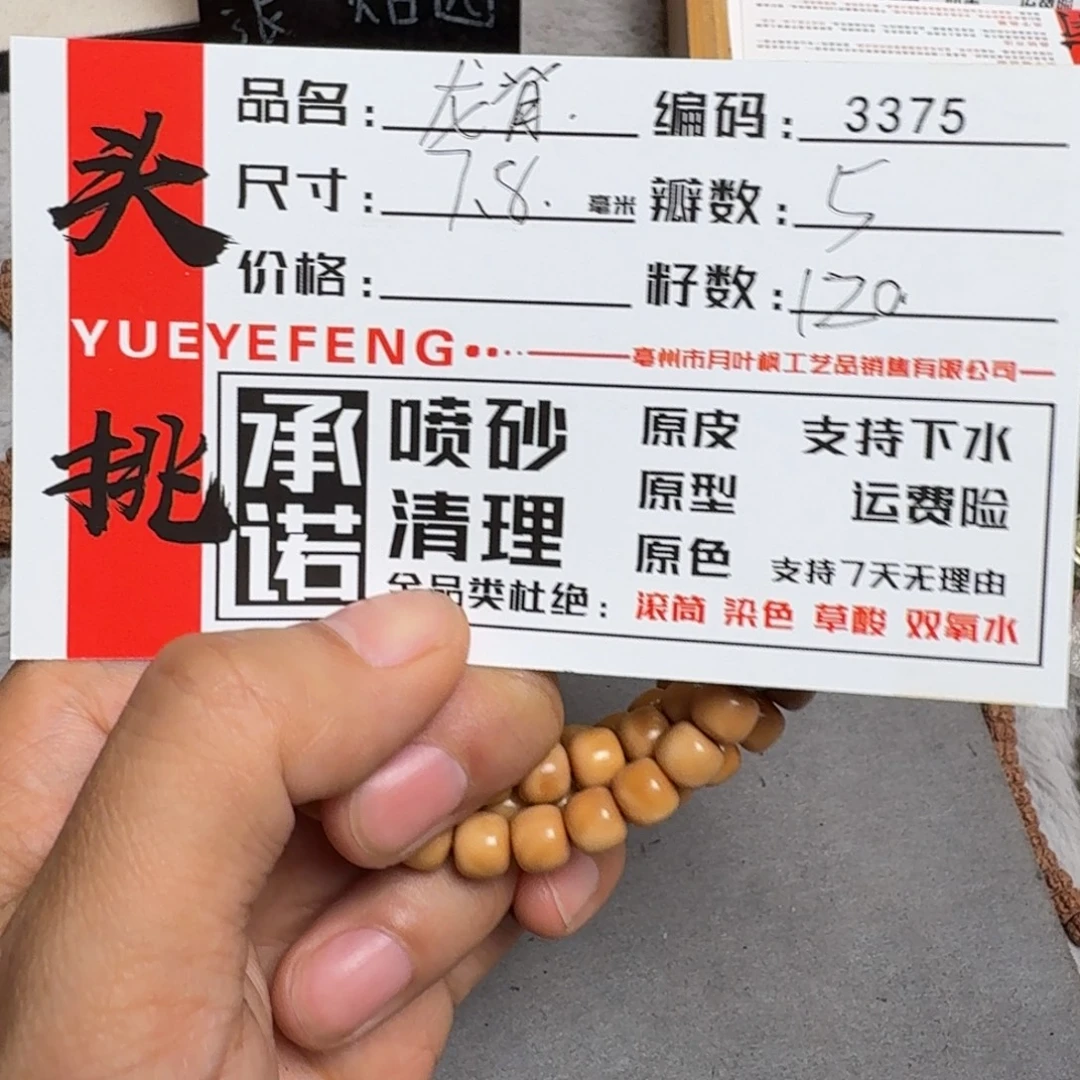 头挑
品名：龙脊.
编码：3375
尺寸：7.8.毫米
瓣数：5
价格：
籽数：120
YUEYEFENG
亳州市月叶枫工艺品销售有限公司
承诺
喷砂
清理
原皮
原型
原色
支持下水
运费险
支持7天无理由
全品类杜绝：滚筒 染色 草酸 双氧水